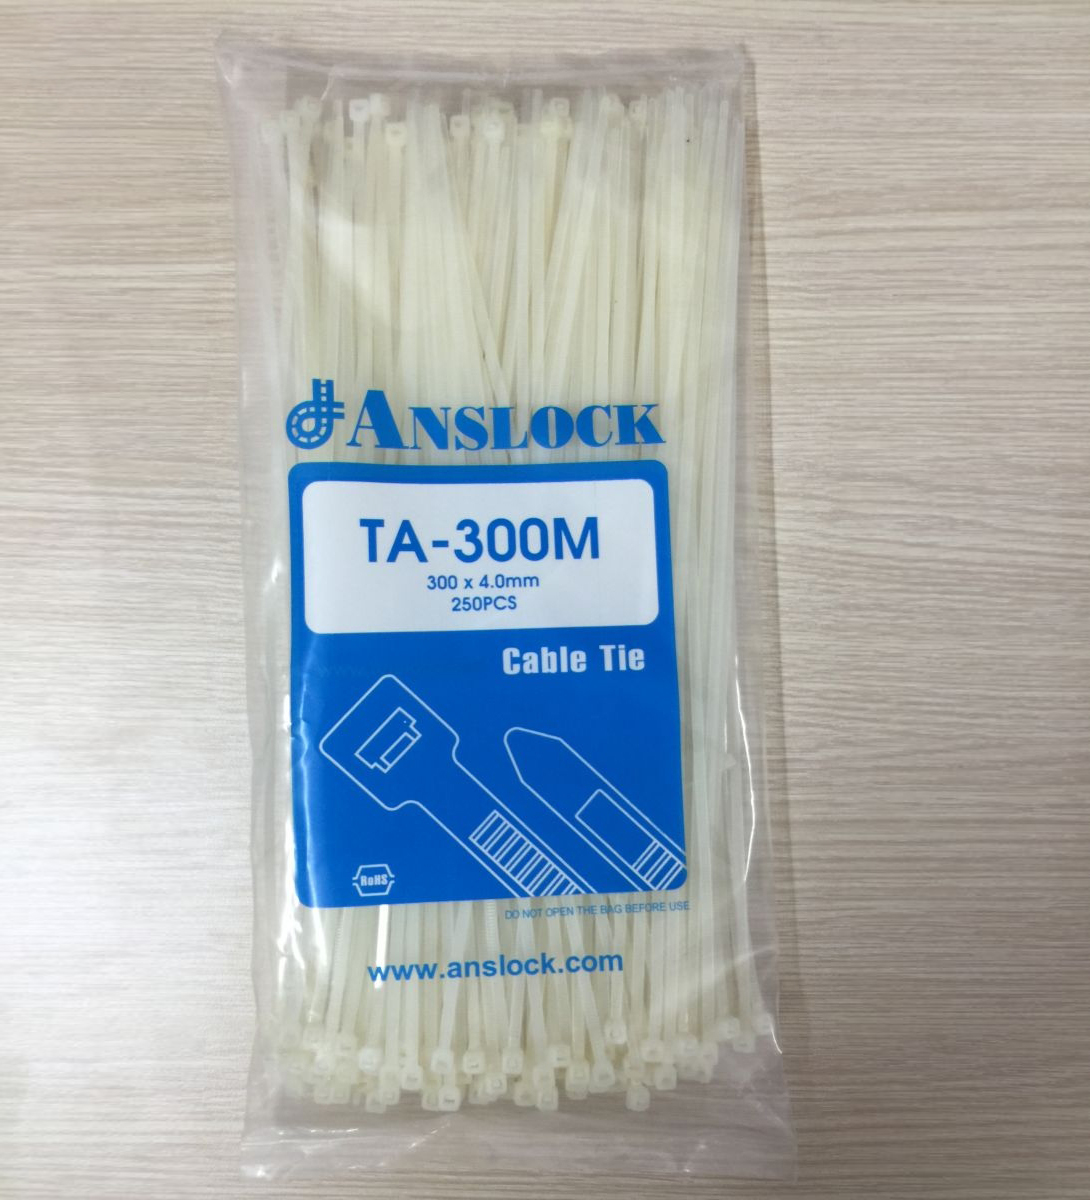 ANSLOCK
TA-300M
300 x 4.0mm
250PCS
Cable Tie
RoHS
DO NOT OPEN THE BAG BEFORE USE
www.anslock.com